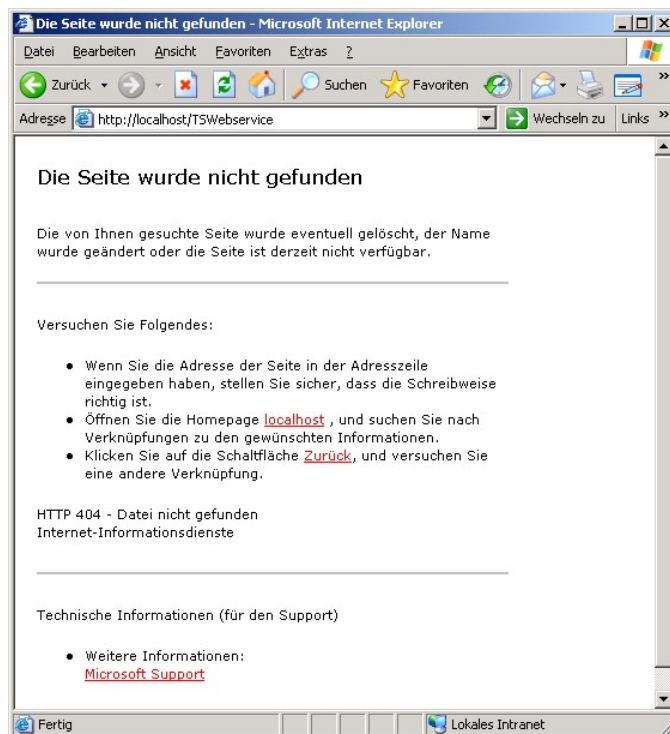 Die Seite wurde nicht gefunden - Microsoft Internet Explorer
Datei Bearbeiten Ansicht Favoriten Extras ?
Zurück Suchen Favoriten »
Adresse http://localhost/TSWebservice Wechseln zu Links »
Die Seite wurde nicht gefunden
Die von Ihnen gesuchte Seite wurde eventuell gelöscht, der Name
wurde geändert oder die Seite ist derzeit nicht verfügbar.
Versuchen Sie Folgendes:
● Wenn Sie die Adresse der Seite in der Adresszeile
eingegeben haben, stellen Sie sicher, dass die Schreibweise
richtig ist.
● Öffnen Sie die Homepage localhost , und suchen Sie nach
Verknüpfungen zu den gewünschten Informationen.
● Klicken Sie auf die Schaltfläche Zurück, und versuchen Sie
eine andere Verknüpfung.
HTTP 404 - Datei nicht gefunden
Internet-Informationsdienste
Technische Informationen (für den Support)
● Weitere Informationen:
Microsoft Support
Fertig Lokales Intranet